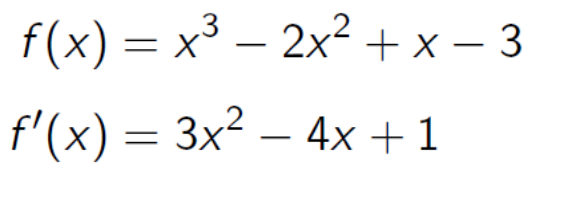 f(x) = x³ − 2x² + x − 3
f′(x) = 3x² − 4x + 1